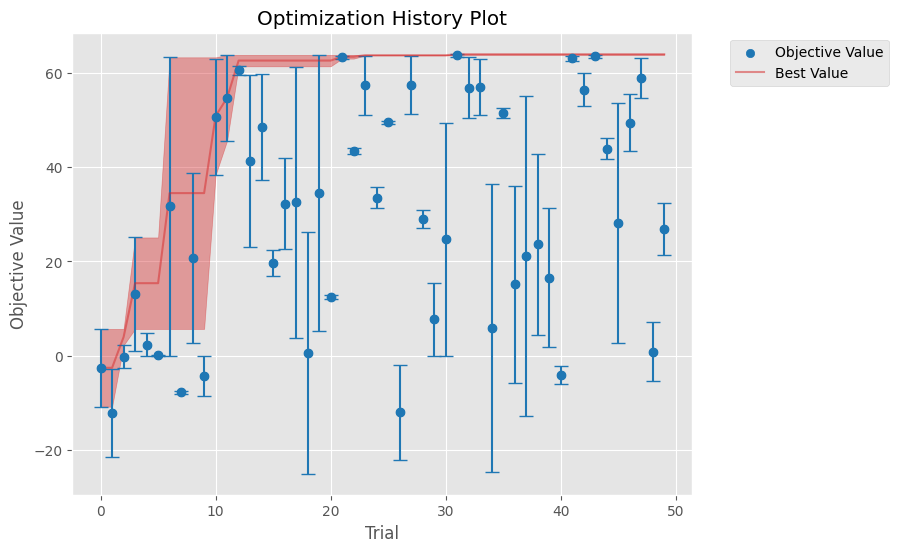 Optimization History Plot
Objective Value
Best Value
Objective Value
60
40
20
0
−20
0 10 20 30 40 50
Trial